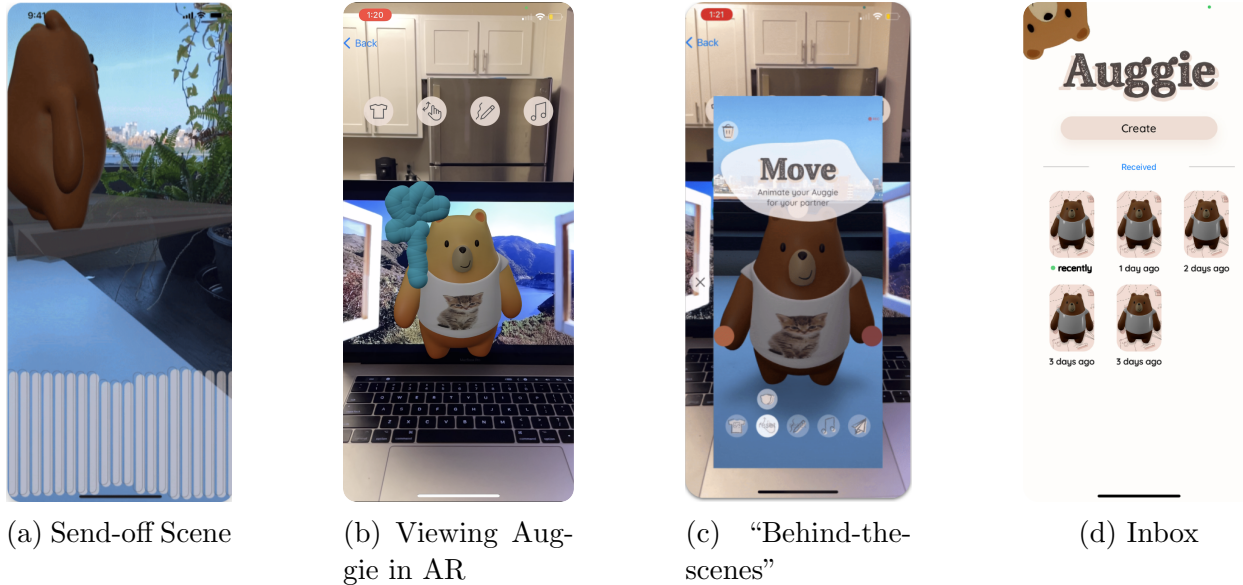 9:41
1:20
Back
1:21
Back
Move
Animate your Auggie
for your partner
Auggie
Create
Received
recently
1 day ago
2 days ago
3 days ago
3 days ago
(a) Send-off Scene
(b) Viewing Aug-
gie in AR
(c) “Behind-the-
scenes”
(d) Inbox